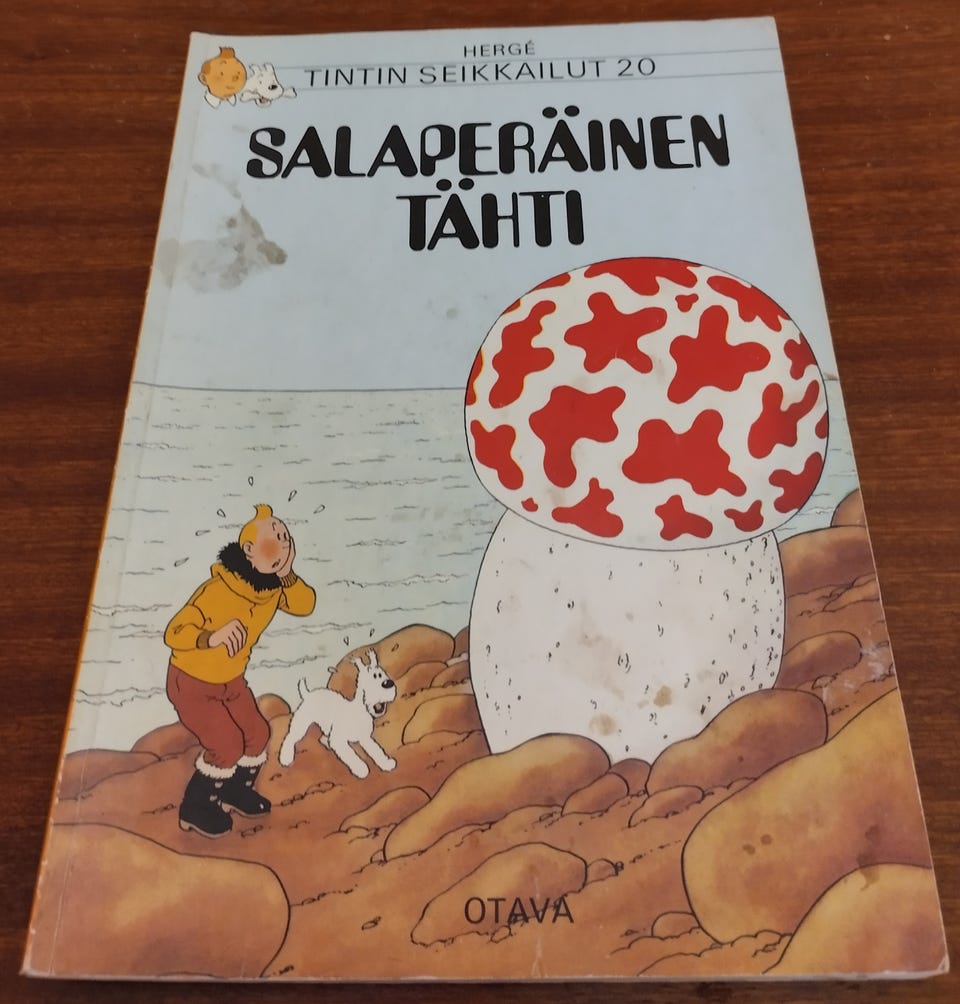 HERGÉ
TINTIN SEIKKAILUT 20
SALAPERÄINEN
TÄHTI
OTAVA